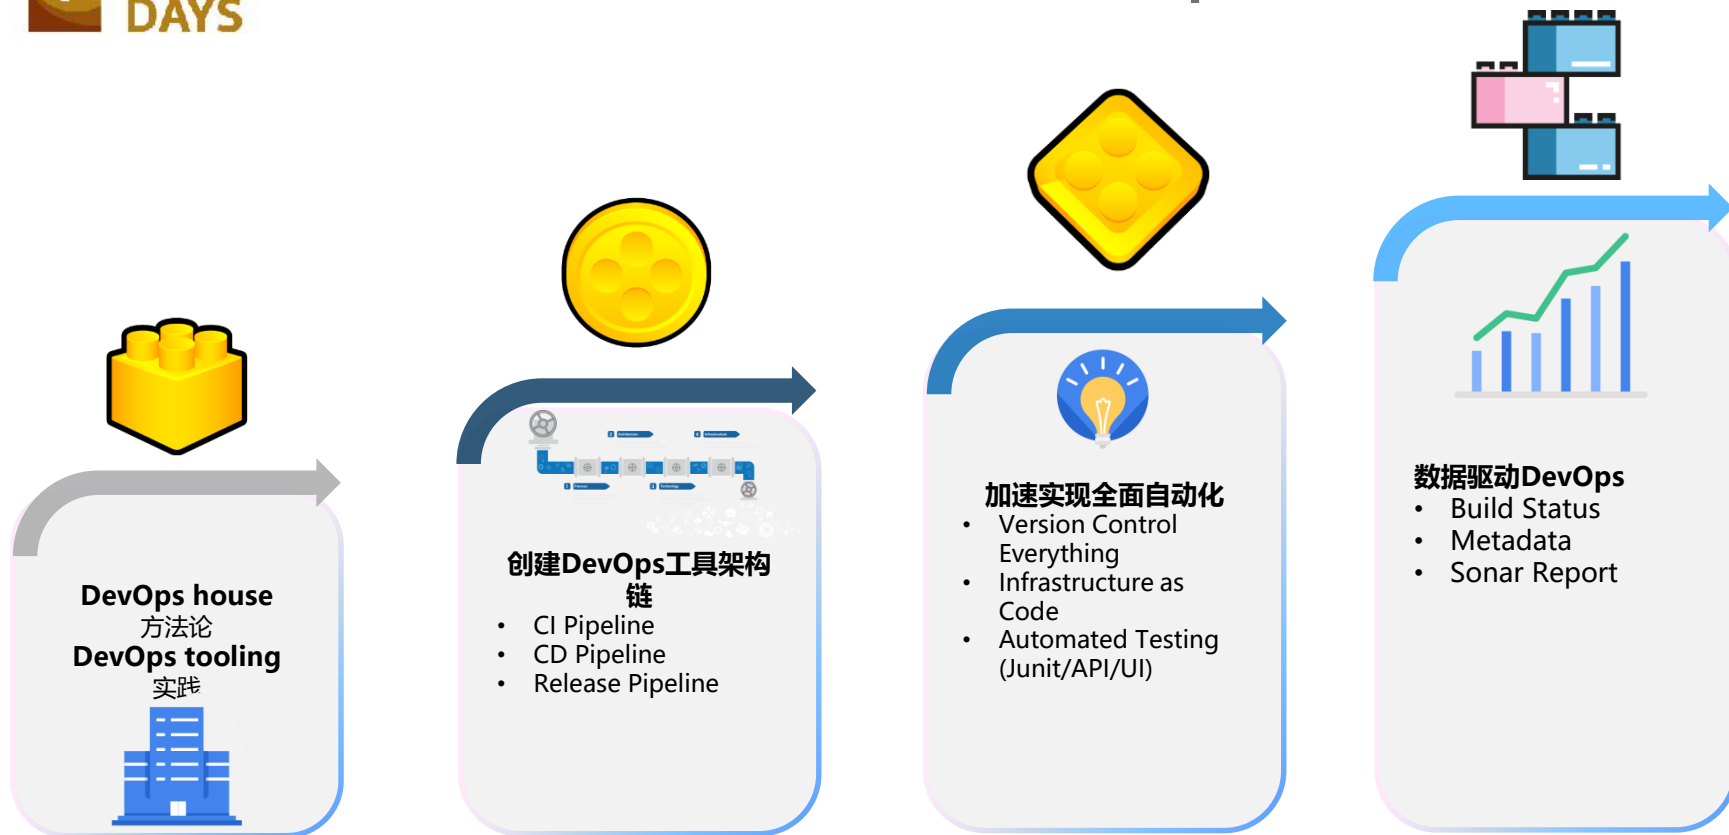 DAYS
DevOps house
方法论
DevOps tooling
实践
创建DevOps工具架构
链
• CI Pipeline
• CD Pipeline
• Release Pipeline
加速实现全面自动化
• Version Control
Everything
• Infrastructure as
Code
• Automated Testing
(Junit/API/UI)
数据驱动DevOps
• Build Status
• Metadata
• Sonar Report